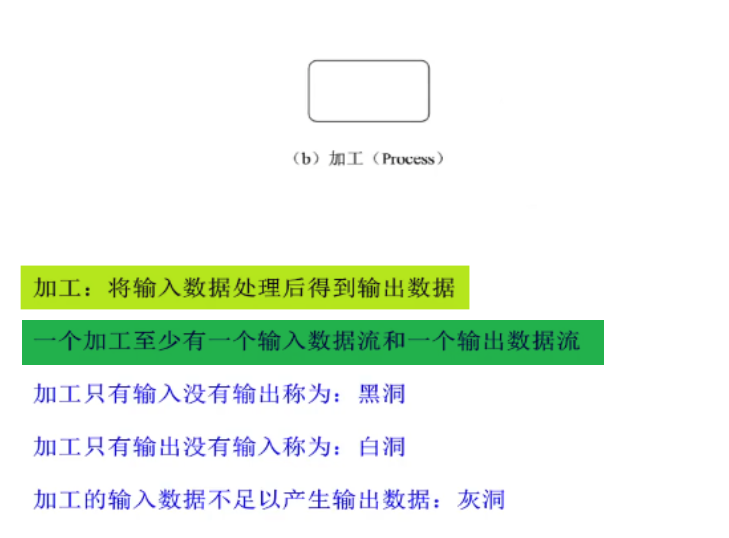 （b）加工（Process）
加工：将输入数据处理后得到输出数据
一个加工至少有一个输入数据流和一个输出数据流
加工只有输入没有输出称为：黑洞
加工只有输出没有输入称为：白洞
加工的输入数据不足以产生输出数据：灰洞